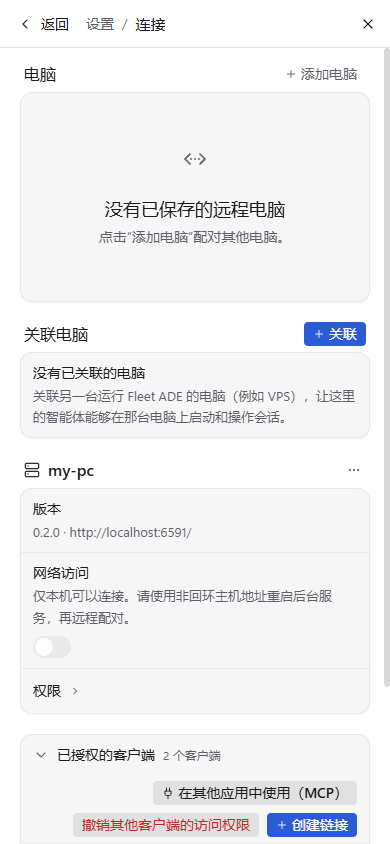 返回 设置 / 连接
电脑 + 添加电脑
没有已保存的远程电脑
点击“添加电脑”配对其他电脑。
关联电脑 + 关联
没有已关联的电脑
关联另一台运行 Fleet ADE 的电脑（例如 VPS），让这里
的智能体能够在那台电脑上启动和操作会话。
my-pc
版本
0.2.0 · http://localhost:6591/
网络访问
仅本机可以连接。请使用非回环主机地址重启后台服
务，再远程配对。
权限
已授权的客户端 2 个客户端
在其他应用中使用（MCP）
撤销其他客户端的访问权限 + 创建链接